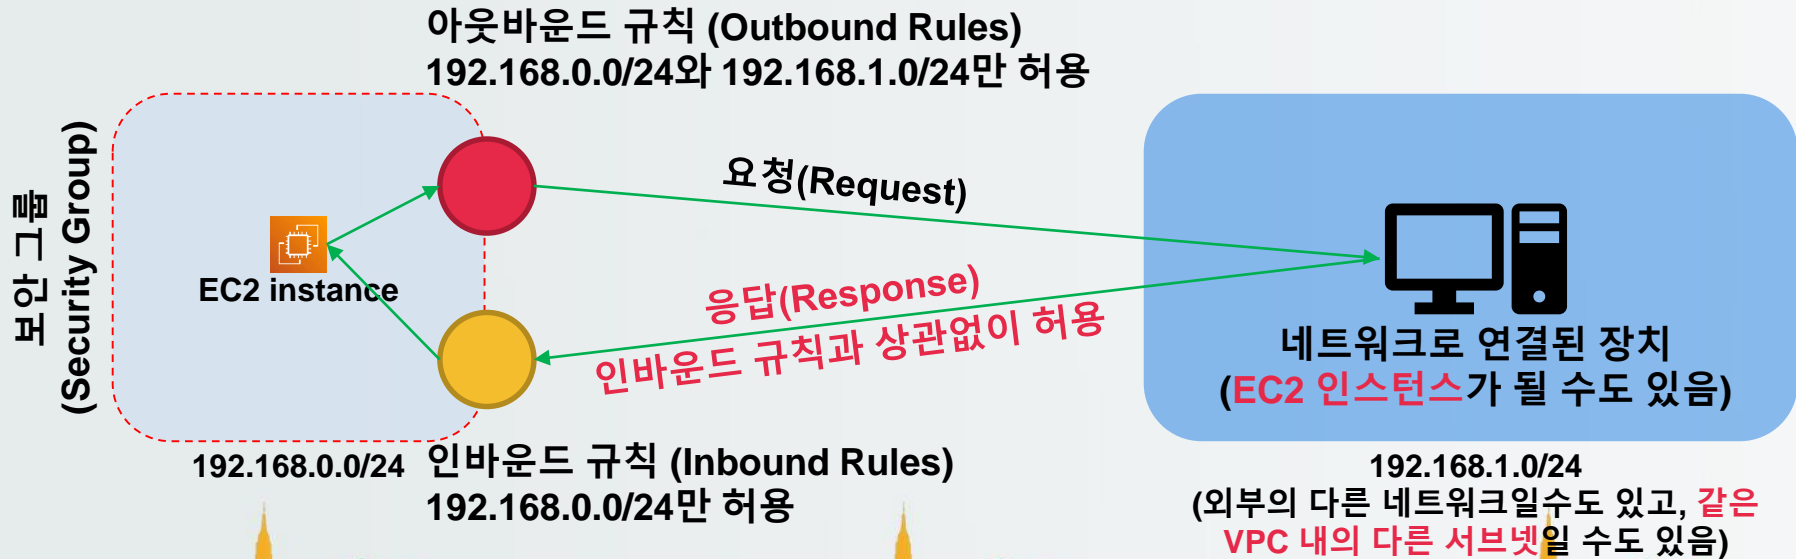 아웃바운드 규칙 (Outbound Rules)
192.168.0.0/24와 192.168.1.0/24만 허용
보안 그룹
(Security Group)
EC2 instance
요청(Request)
응답(Response)
인바운드 규칙과 상관없이 허용
네트워크로 연결된 장치
(EC2 인스턴스가 될 수도 있음)
192.168.0.0/24
인바운드 규칙 (Inbound Rules)
192.168.0.0/24만 허용
192.168.1.0/24
(외부의 다른 네트워크일수도 있고, 같은
VPC 내의 다른 서브넷일 수도 있음)